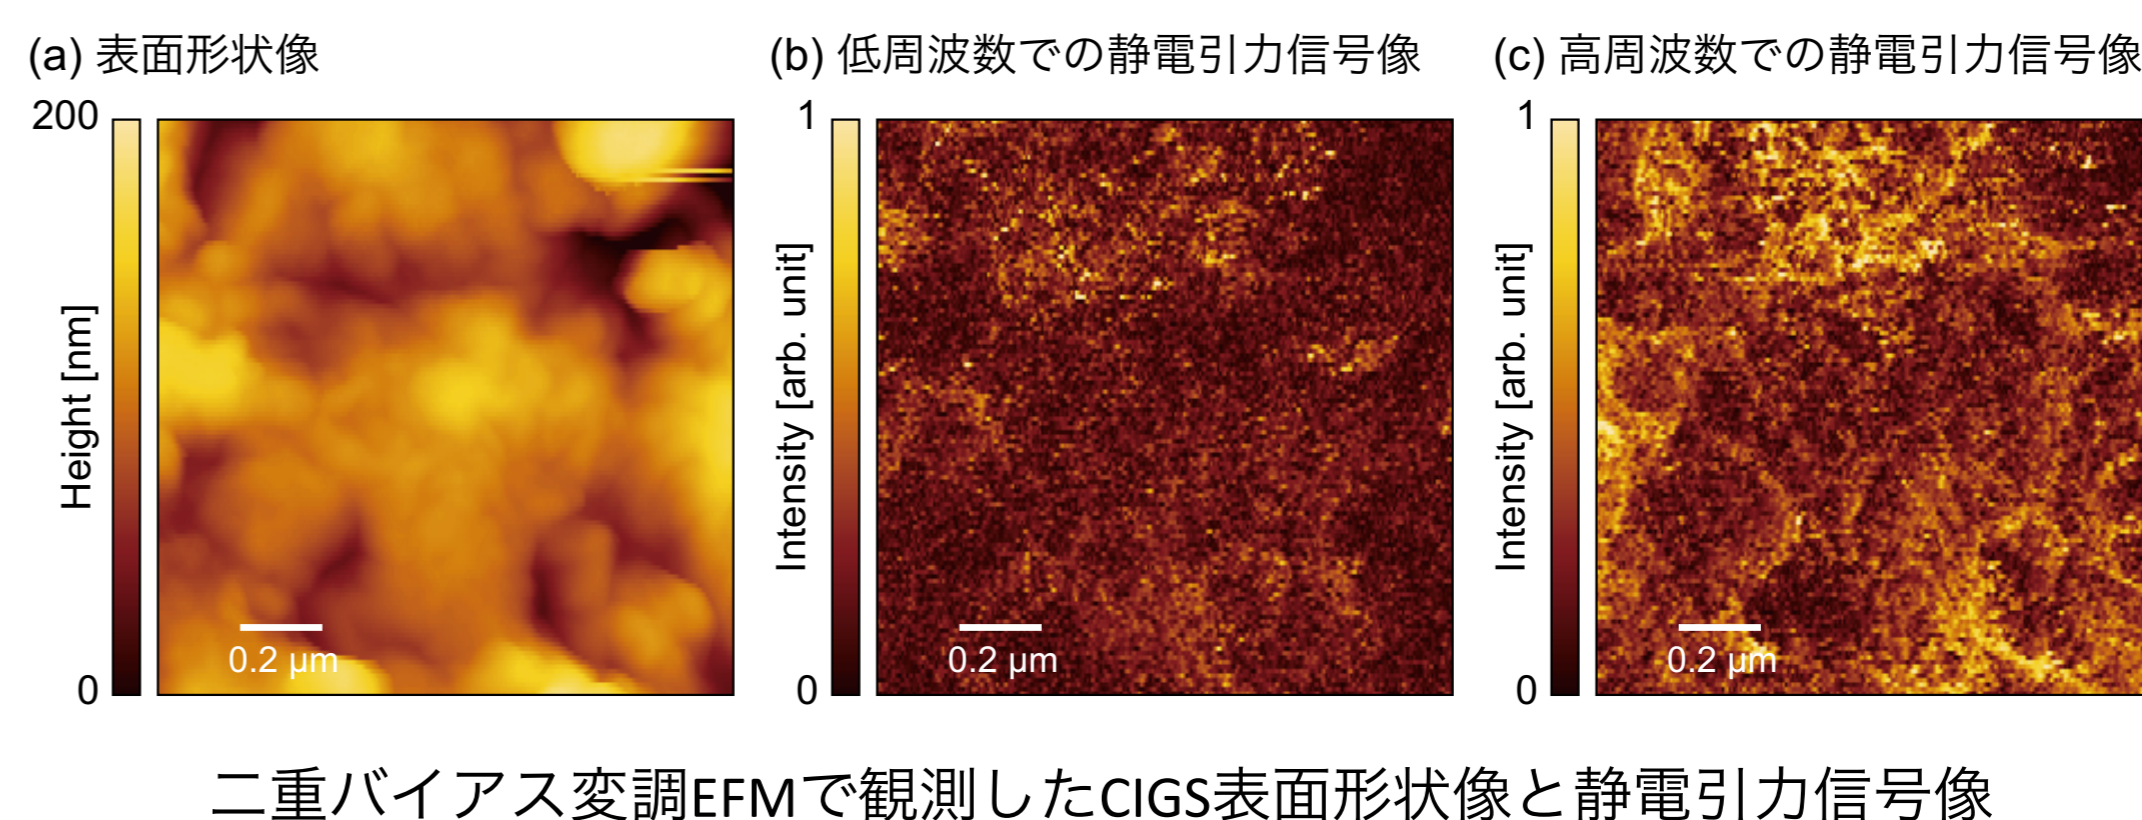 (a) 表面形状像
(b) 低周波数での静電引力信号像
(c) 高周波数での静電引力信号像
200
Height [nm]
0
0.2 μm
1
Intensity [arb. unit]
0
0.2 μm
1
Intensity [arb. unit]
0
0.2 μm
二重バイアス変調EFMで観測したCIGS表面形状像と静電引力信号像